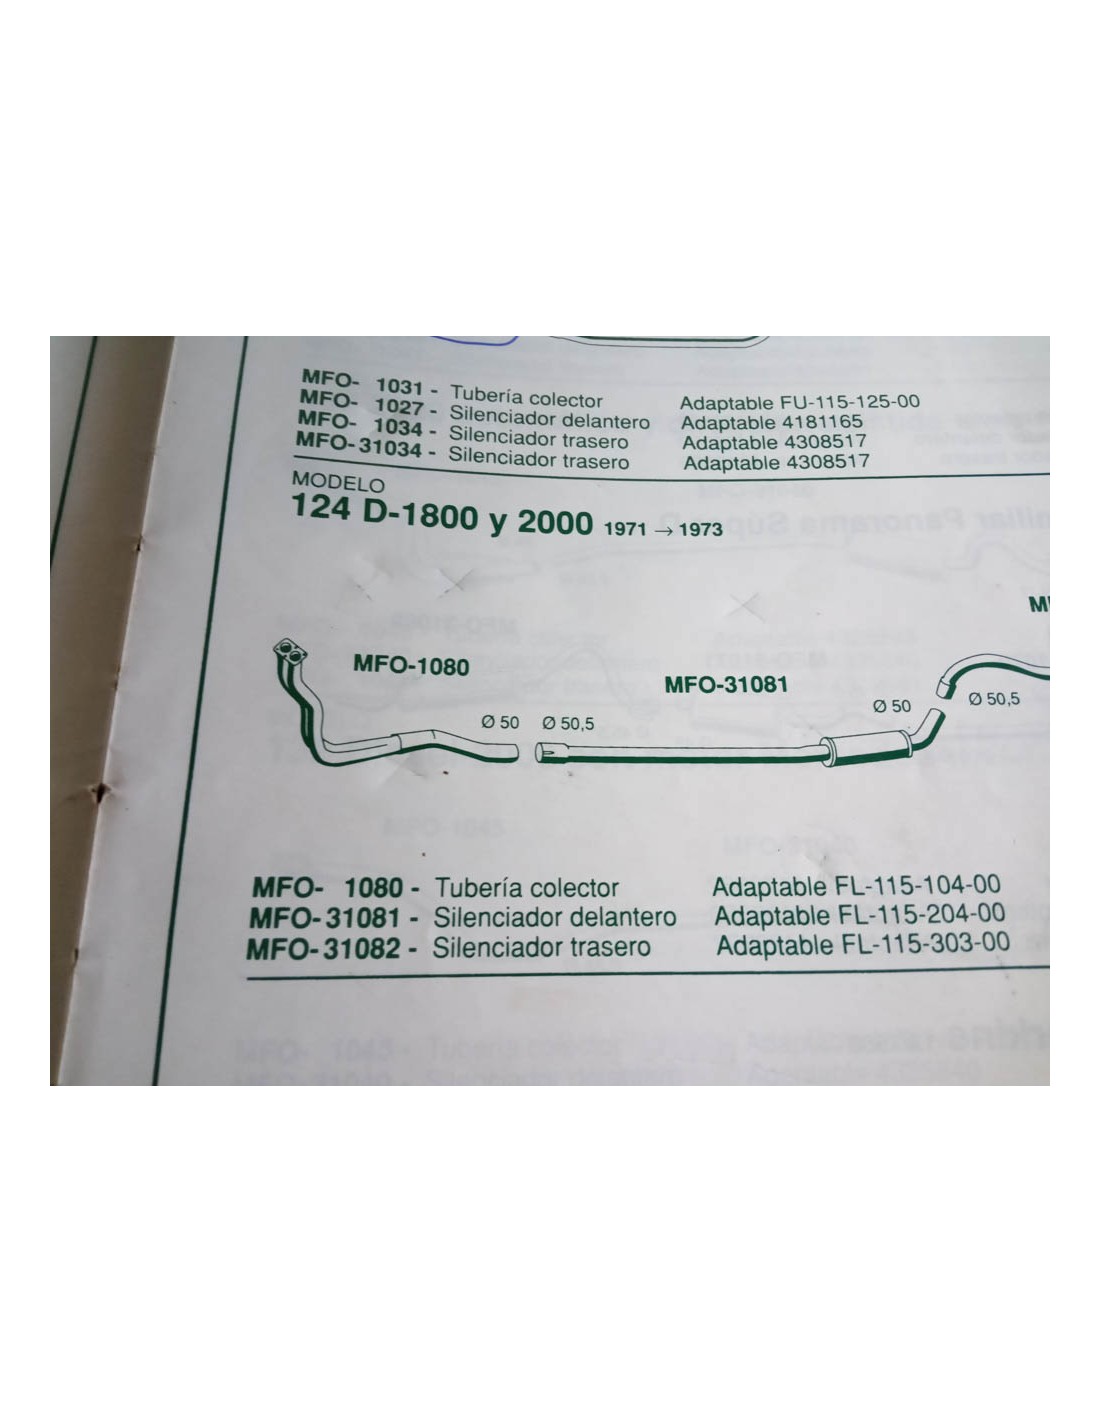 MFO- 1031 - Tubería colector Adaptable FU-115-125-00
MFO- 1027 - Silenciador delantero Adaptable 4181165
MFO- 1034 - Silenciador trasero Adaptable 4308517
MFO-31034 - Silenciador trasero Adaptable 4308517
MODELO
124 D-1800 y 2000 1971 → 1973
MFO-1080
MFO-31081
Ø 50
Ø 50,5
Ø 50
Ø 50,5
MFO- 1080 - Tubería colector Adaptable FL-115-104-00
MFO-31081 - Silenciador delantero Adaptable FL-115-204-00
MFO-31082 - Silenciador trasero Adaptable FL-115-303-00